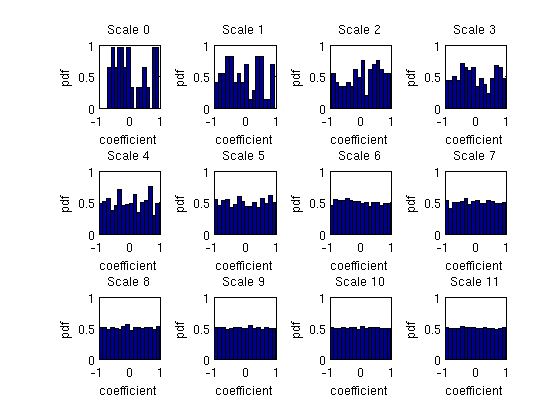 Scale 0 Scale 1 Scale 2 Scale 3
1 1 1 1
pdf 0.5 pdf 0.5 pdf 0.5 pdf 0.5
0 0 0 0
-1 0 1 -1 0 1 -1 0 1 -1 0 1
coefficient coefficient coefficient coefficient
Scale 4 Scale 5 Scale 6 Scale 7
1 1 1 1
pdf 0.5 pdf 0.5 pdf 0.5 pdf 0.5
0 0 0 0
-1 0 1 -1 0 1 -1 0 1 -1 0 1
coefficient coefficient coefficient coefficient
Scale 8 Scale 9 Scale 10 Scale 11
1 1 1 1
pdf 0.5 pdf 0.5 pdf 0.5 pdf 0.5
0 0 0 0
-1 0 1 -1 0 1 -1 0 1 -1 0 1
coefficient coefficient coefficient coefficient